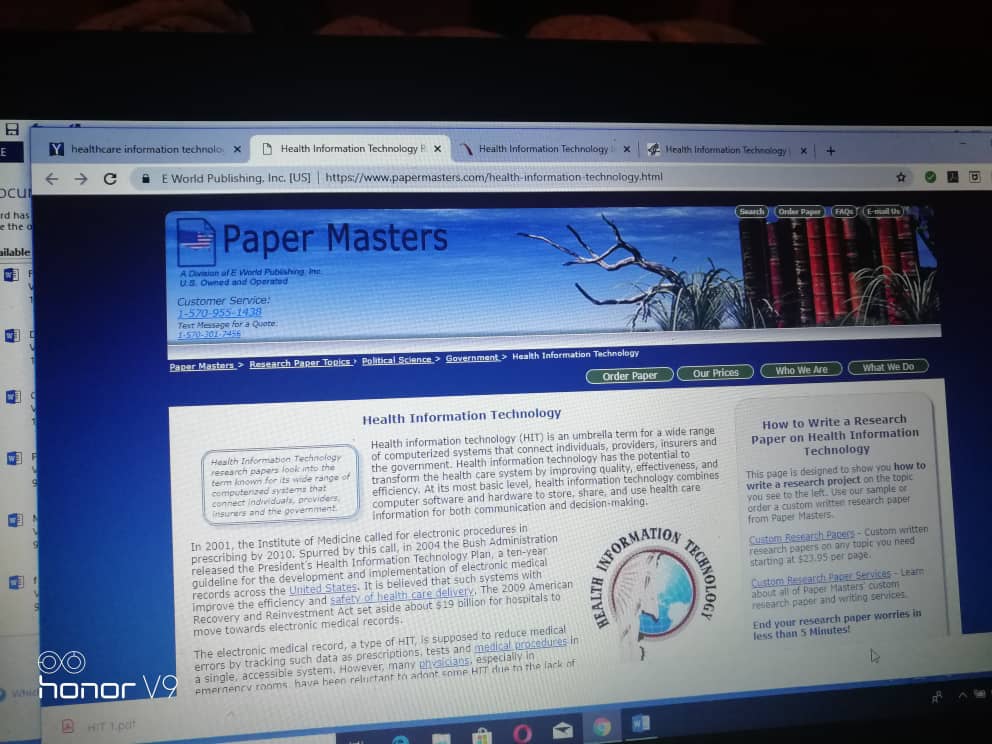 healthcare information technolo
Health Information Technology R
Health Information Technology
Health Information Technology
E World Publishing, Inc. [US] | https://www.papermasters.com/health-information-technology.html
Search Order Paper FAQs E-mail Us
Paper Masters
A Division of E World Publishing, Inc.
U.S. Owned and Operated
Customer Service:
1-570-955-1438
Text Message for a Quote:
1-570-301-7456
Paper Masters > Research Paper Topics > Political Science > Government > Health Information Technology
Order Paper Our Prices Who We Are What We Do
Health Information Technology
Health Information Technology
research papers look into the
term known for its wide range of
computerized systems that
connect individuals, providers,
insurers and the government.
Health information technology (HIT) is an umbrella term for a wide range
of computerized systems that connect individuals, providers, insurers and
the government. Health information technology has the potential to
transform the health care system by improving quality, effectiveness, and
efficiency. At its most basic level, health information technology combines
computer software and hardware to store, share, and use health care
information for both communication and decision-making.
In 2001, the Institute of Medicine called for electronic procedures in
prescribing by 2010. Spurred by this call, in 2004 the Bush Administration
released the President's Health Information Technology Plan, a ten-year
guideline for the development and implementation of electronic medical
records across the United States. It is believed that such systems with
improve the efficiency and safety of health care delivery. The 2009 American
Recovery and Reinvestment Act set aside about $19 billion for hospitals to
move towards electronic medical records.
The electronic medical record, a type of HIT, is supposed to reduce medical
errors by tracking such data as prescriptions, tests and medical procedures in
a single, accessible system. However, many physicians, especially in
emergency rooms, have been reluctant to adopt some HIT due to the lack of
HEALTH INFORMATION TECHNOLOGY
How to Write a Research
Paper on Health Information
Technology
This page is designed to show you how to
write a research project on the topic
you see to the left. Use our sample or
order a custom written research paper
from Paper Masters.
Custom Research Papers - Custom written
research papers on any topic you need
starting at $23.95 per page.
Custom Research Paper Services - Learn
about all of Paper Masters' custom
research paper and writing services.
End your research paper worries in
less than 5 Minutes!
HIT 1.pdf
honor V9